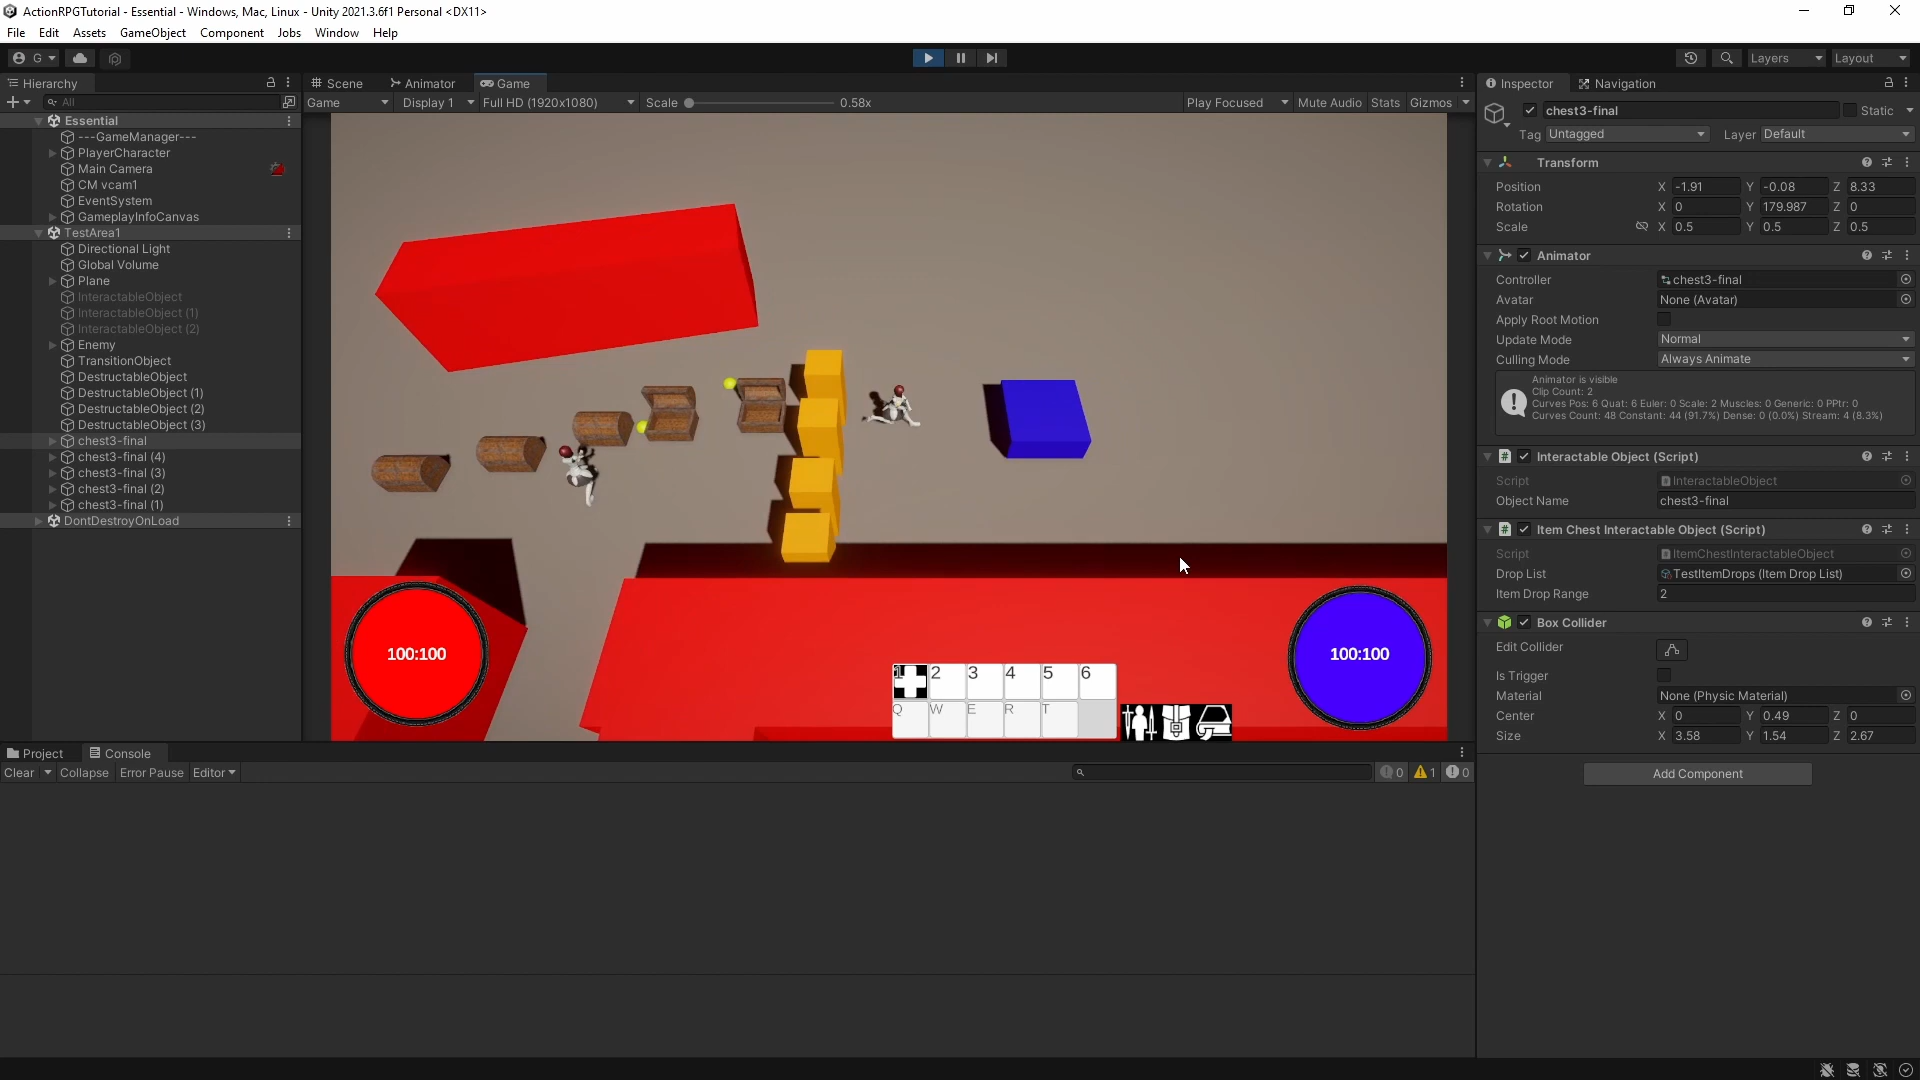 ActionRPGTutorial - Essential - Windows, Mac, Linux - Unity 2021.3.6f1 Personal <DX11>
File Edit Assets GameObject Component Jobs Window Help
G Layers Layout
Hierarchy
All
Essential
---GameManager---
PlayerCharacter
Main Camera
CM vcam1
EventSystem
GameplayInfoCanvas
TestArea1
Directional Light
Global Volume
Plane
InteractableObject
InteractableObject (1)
InteractableObject (2)
Enemy
TransitionObject
DestructableObject
DestructableObject (1)
DestructableObject (2)
DestructableObject (3)
chest3-final
chest3-final (4)
chest3-final (3)
chest3-final (2)
chest3-final (1)
DontDestroyOnLoad
Scene Animator Game
Game Display 1 Full HD (1920x1080) Scale 0.58x Play Focused Mute Audio Stats Gizmos
100:100
100:100
1 2 3 4 5 6
Q W E R T
Project Console
Clear Collapse Error Pause Editor 0 1 0
Inspector Navigation
chest3-final Static
Tag Untagged Layer Default
Transform
Position X -1.91 Y -0.08 Z 8.33
Rotation X 0 Y 179.987 Z 0
Scale X 0.5 Y 0.5 Z 0.5
Animator
Controller chest3-final
Avatar None (Avatar)
Apply Root Motion
Update Mode Normal
Culling Mode Always Animate
Animator is visible
Clip Count: 2
Curves Pos: 6 Quat: 6 Euler: 0 Scale: 2 Muscles: 0 Generic: 0 PPtr: 0
Curves Count: 48 Constant: 44 (91.7%) Dense: 0 (0.0%) Stream: 4 (8.3%)
# Interactable Object (Script)
Script InteractableObject
Object Name chest3-final
# Item Chest Interactable Object (Script)
Script ItemChestInteractableObject
Drop List TestItemDrops (Item Drop List)
Item Drop Range 2
Box Collider
Edit Collider
Is Trigger
Material None (Physic Material)
Center X 0 Y 0.49 Z 0
Size X 3.58 Y 1.54 Z 2.67
Add Component